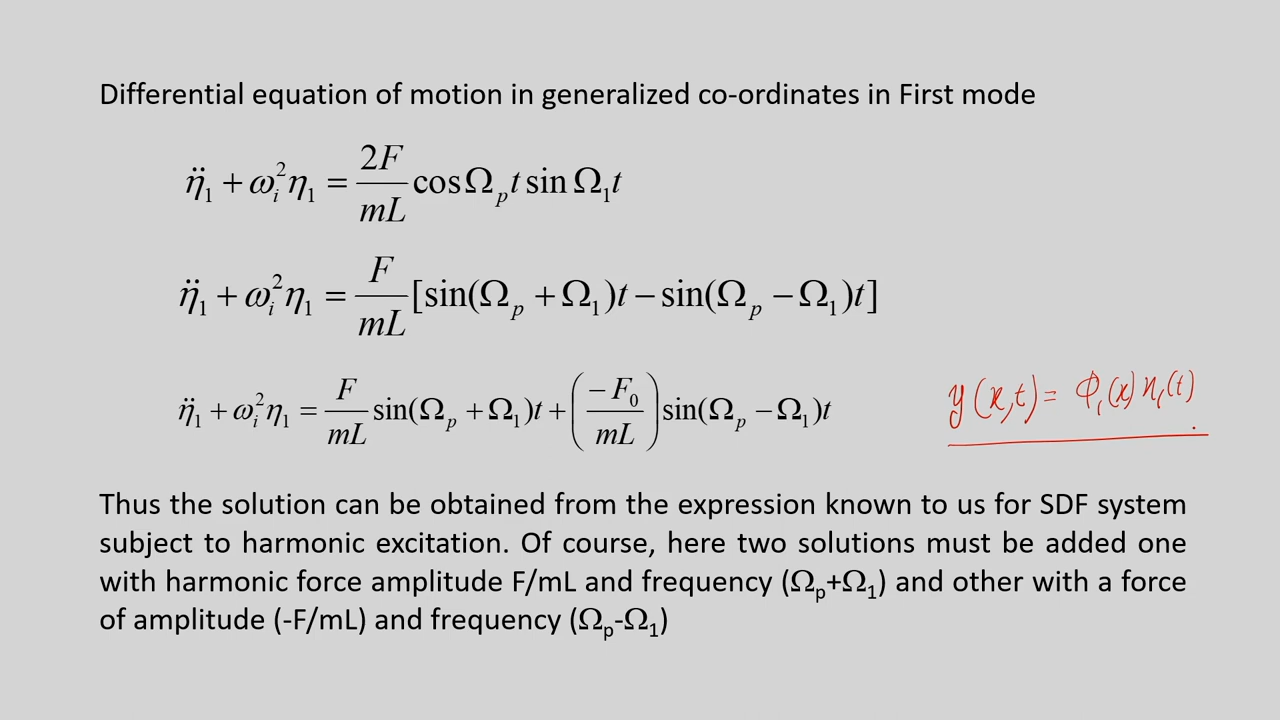 Differential equation of motion in generalized co-ordinates in First mode
η̈₁ + ωᵢ²η₁ = 2F/mL cos Ωₚt sin Ω₁t
η̈₁ + ωᵢ²η₁ = F/mL [sin(Ωₚ + Ω₁)t − sin(Ωₚ − Ω₁)t]
η̈₁ + ωᵢ²η₁ = F/mL sin(Ωₚ + Ω₁)t + (−F₀/mL) sin(Ωₚ − Ω₁)t
y(x,t) = ϕ₁(x) η₁(t)
Thus the solution can be obtained from the expression known to us for SDF system
subject to harmonic excitation. Of course, here two solutions must be added one
with harmonic force amplitude F/mL and frequency (Ωₚ+Ω₁) and other with a force
of amplitude (-F/mL) and frequency (Ωₚ-Ω₁)